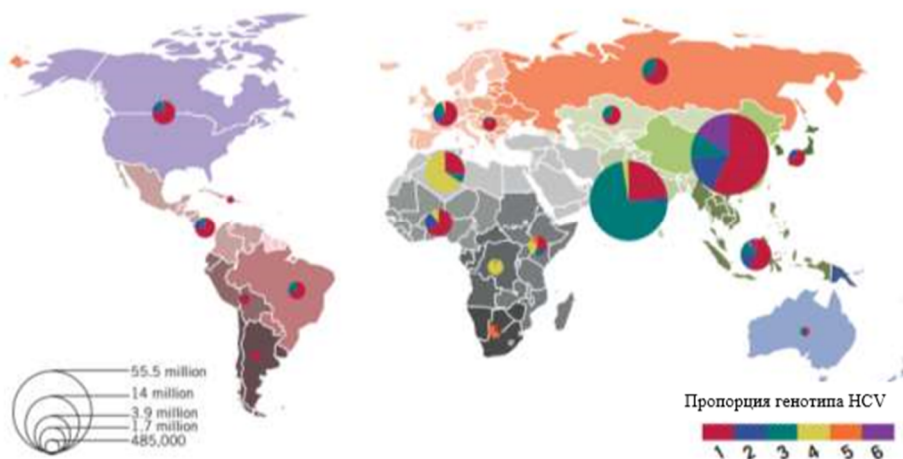 55.5 million
14 million
3.9 million
1.7 million
485,000
Пропорция генотипа HCV
1 2 3 4 5 6